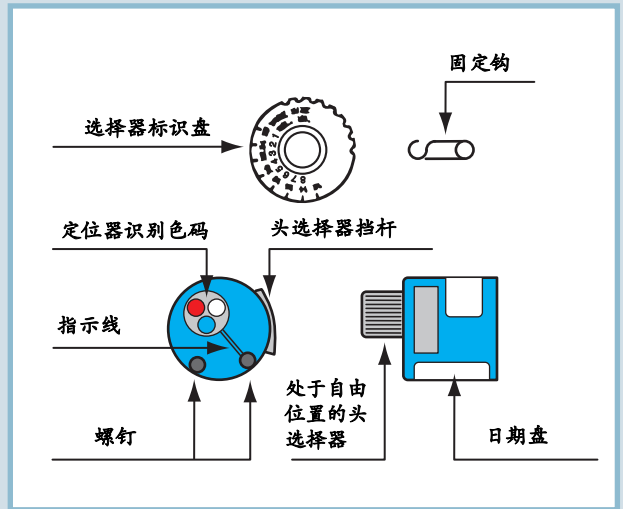 固定钩
选择器标识盘
定位器识别色码
头选择器挡杆
指示线
处于自由
位置的头
选择器
螺钉
日期盘